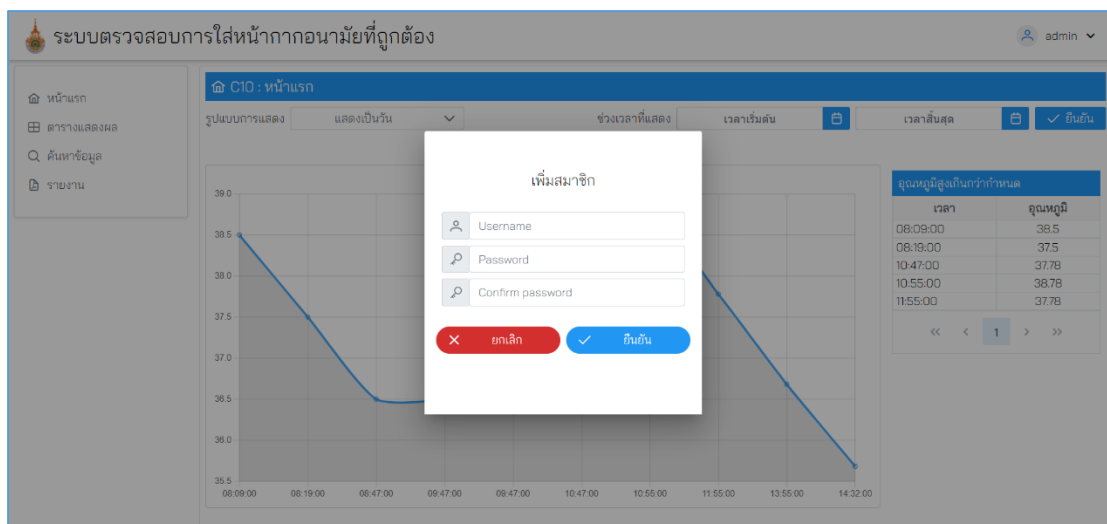 ระบบตรวจสอบการใส่หน้ากากอนามัยที่ถูกต้อง
admin
หน้าแรก
ตารางแสดงผล
ค้นหาข้อมูล
รายงาน
C10 : หน้าแรก
รูปแบบการแสดง แสดงเป็นวัน ช่วงเวลาที่แสดง เวลาเริ่มต้น เวลาสิ้นสุด ยืนยัน
เพิ่มสมาชิก
Username
Password
Confirm password
ยกเลิก ยืนยัน
39.0
38.5
38.0
37.5
37.0
36.5
36.0
35.5
08:09:00 08:19:00 08:47:00 09:47:00 09:47:00 10:47:00 10:55:00 11:55:00 13:55:00 14:32:00
อุณหภูมิสูงเกินกว่ากำหนด
เวลา อุณหภูมิ
08:09:00 38.5
08:19:00 37.5
10:47:00 37.78
10:55:00 38.78
11:55:00 37.78
<< < 1 > >>